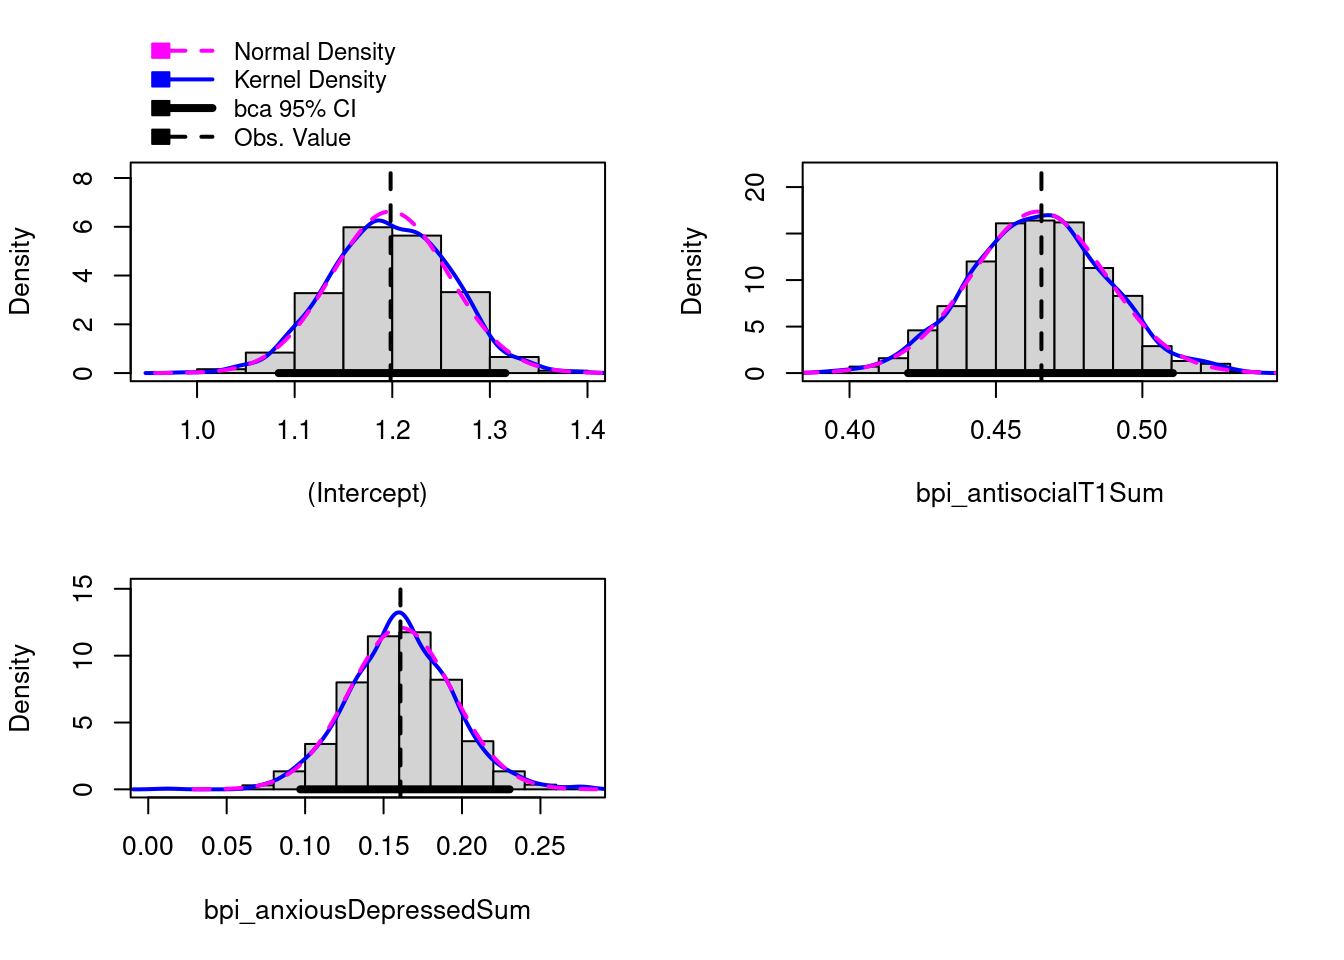 Normal Density
Kernel Density
bca 95% CI
Obs. Value
Density
0 2 4 6 8
1.0 1.1 1.2 1.3 1.4
(Intercept)
Density
0 5 10 20
0.40 0.45 0.50
bpi_antisocialT1Sum
Density
0 5 10 15
0.00 0.05 0.10 0.15 0.20 0.25
bpi_anxiousDepressedSum